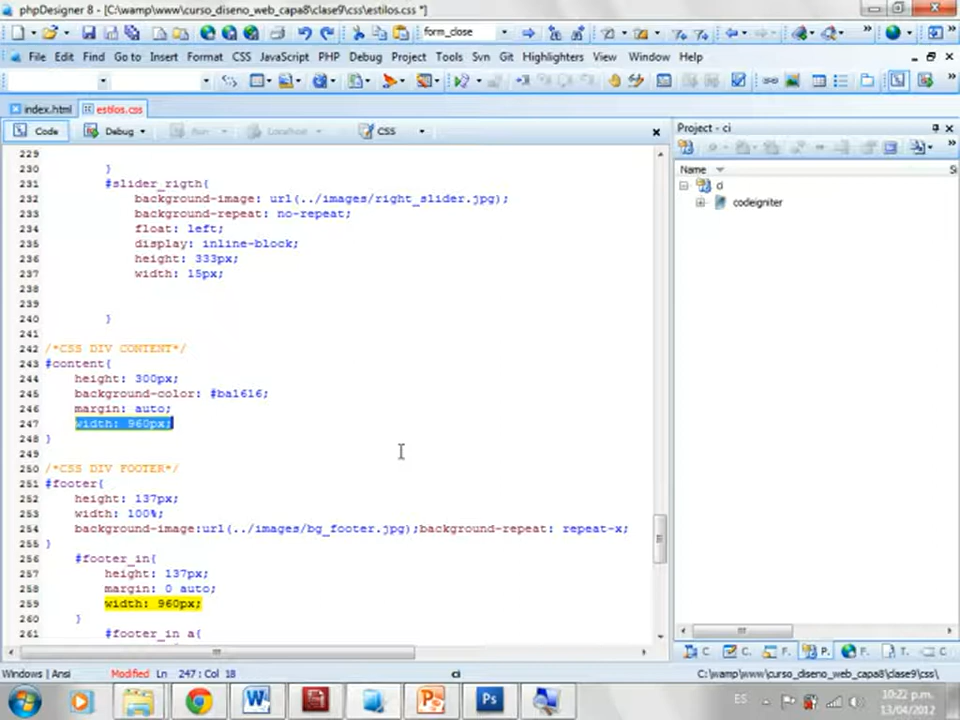 phpDesigner 8 - [C:\wamp\www\curso_diseno_web_capa8\clase9\css\estilos.css *]
form_close
File Edit Find Go to Insert Format CSS JavaScript PHP Debug Project Tools Svn Git Highlighters View Window Help
index.html estilos.css
Code Debug Run Localhost CSS
Project - ci
Name S
ci
codeigniter
229
230 }
231 #slider_rigth{
232 background-image: url(../images/right_slider.jpg);
233 background-repeat: no-repeat;
234 float: left;
235 display: inline-block;
236 height: 333px;
237 width: 15px;
238
239
240 }
241
242 /*CSS DIV CONTENT*/
243 #content{
244 height: 300px;
245 background-color: #ba1616;
246 margin: auto;
247 width: 960px;
248 }
249
250 /*CSS DIV FOOTER*/
251 #footer{
252 height: 137px;
253 width: 100%;
254 background-image:url(../images/bg_footer.jpg);background-repeat: repeat-x;
255 }
256 #footer_in{
257 height: 137px;
258 margin: 0 auto;
259 width: 960px;
260 }
261 #footer_in a{
C. C. F. P. F. T. C
Windows | Ansi Modified Ln 247 : Col 18 ci C:\wamp\www\curso_diseno_web_capa8\clase9\css\
ES 10:22 p.m.
13/04/2012